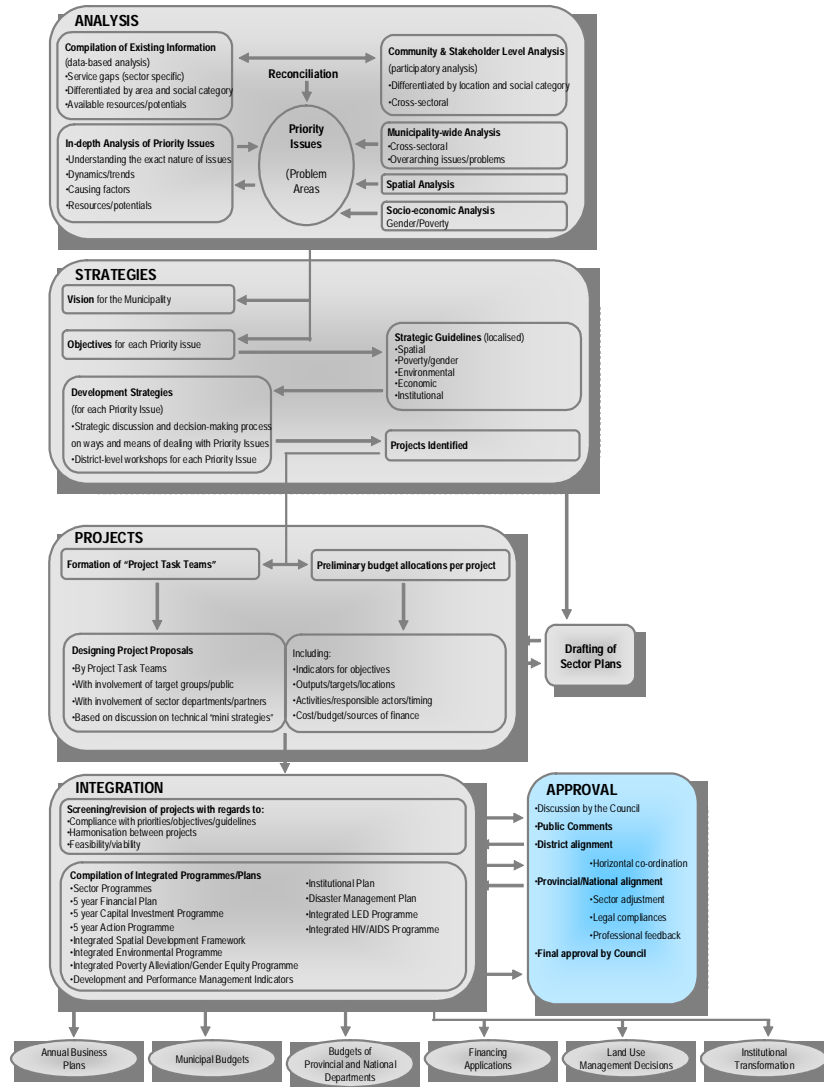 ANALYSIS
Compilation of Existing Information
(data-based analysis)
•Service gaps (sector specific)
•Differentiated by area and social category
•Available resources/potentials
Reconciliation
Community & Stakeholder Level Analysis
(participatory analysis)
•Differentiated by location and social category
•Cross-sectoral
In-depth Analysis of Priority Issues
•Understanding the exact nature of issues
•Dynamics/trends
•Causing factors
•Resources/potentials
Priority
Issues
(Problem
Areas
Municipality-wide Analysis
•Cross-sectoral
•Overarching issues/problems
Spatial Analysis
Socio-economic Analysis
Gender/Poverty
STRATEGIES
Vision for the Municipality
Objectives for each Priority issue
Strategic Guidelines (localised)
•Spatial
•Poverty/gender
•Environmental
•Economic
•Institutional
Development Strategies
(for each Priority Issue)
•Strategic discussion and decision-making process
on ways and means of dealing with Priority Issues
•District-level workshops for each Priority Issue
Projects Identified
PROJECTS
Formation of “Project Task Teams”
Preliminary budget allocations per project
Designing Project Proposals
•By Project Task Teams
•With involvement of target groups/public
•With involvement of sector departments/partners
•Based on discussion on technical “mini strategies”
Including:
•Indicators for objectives
•Outputs/targets/locations
•Activities/responsible actors/timing
•Cost/budget/sources of finance
Drafting of
Sector Plans
INTEGRATION
Screening/revision of projects with regards to:
•Compliance with priorities/objectives/guidelines
•Harmonisation between projects
•Feasibility/viability
Compilation of Integrated Programmes/Plans
•Sector Programmes
•5 year Financial Plan
•5 year Capital Investment Programme
•5 year Action Programme
•Integrated Spatial Development Framework
•Integrated Environmental Programme
•Integrated Poverty Alleviation/Gender Equity Programme
•Development and Performance Management Indicators
•Institutional Plan
•Disaster Management Plan
•Integrated LED Programme
•Integrated HIV/AIDS Programme
APPROVAL
•Discussion by the Council
•Public Comments
•District alignment
•Horizontal co-ordination
•Provincial/National alignment
•Sector adjustment
•Legal compliances
•Professional feedback
•Final approval by Council
Annual Business
Plans
Municipal Budgets
Budgets of
Provincial and National
Departments
Financing
Applications
Land Use
Management Decisions
Institutional
Transformation